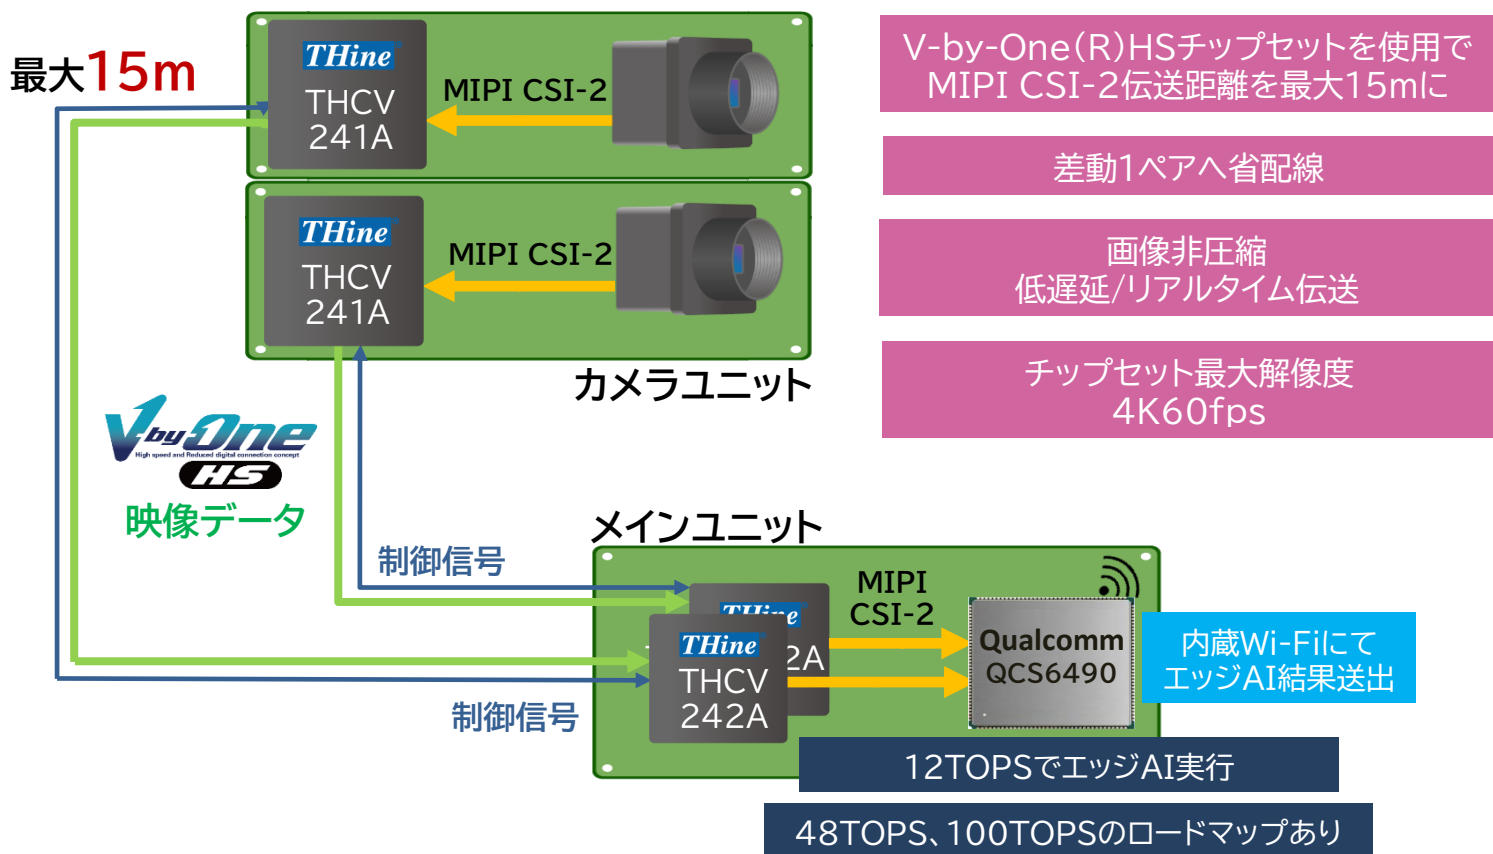 最大15m
THine
THCV
241A
MIPI CSI-2
THine
THCV
241A
MIPI CSI-2
カメラユニット
V-by-One(R)HSチップセットを使用で
MIPI CSI-2伝送距離を最大15mに
差動1ペアへ省配線
画像非圧縮
低遅延/リアルタイム伝送
チップセット最大解像度
4K60fps
V by One
High speed and Reduced digital connection concept
HS
映像データ
制御信号
制御信号
メインユニット
THine
2A
THine
THCV
242A
MIPI
CSI-2
Qualcomm
QCS6490
内蔵Wi-Fiにて
エッジAI結果送出
12TOPSでエッジAI実行
48TOPS、100TOPSのロードマップあり